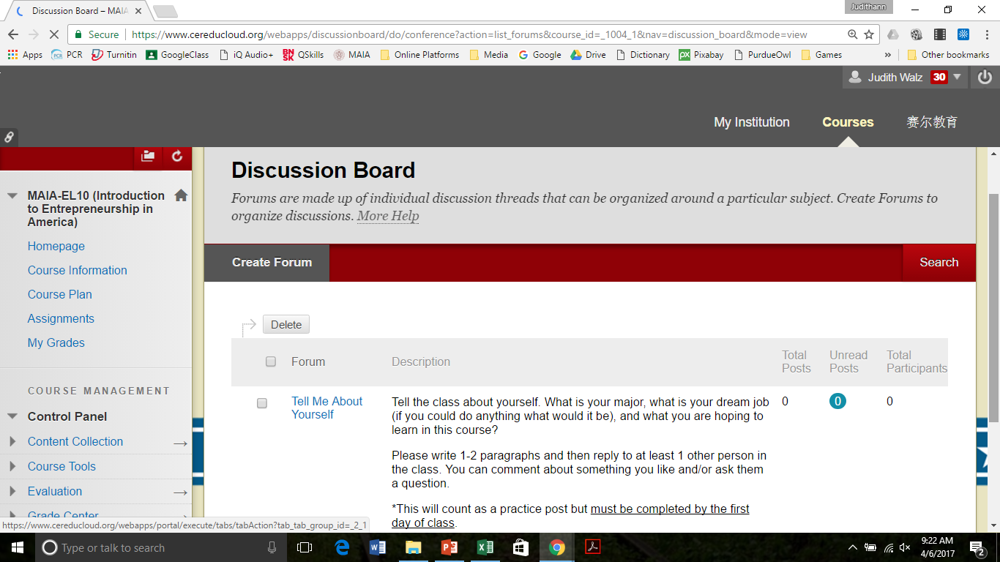 Discussion Board – MAIA
Judithann
Secure
https://www.cereducloud.org/webapps/discussionboard/do/conference?action=list_forums&course_id=_1004_1&nav=discussion_board&mode=view
Apps PCR Turnitin GoogleClass iQ Audio+ QSkills MAIA Online Platforms Media Google Drive Dictionary Pixabay PurdueOwl Games » Other bookmarks
Judith Walz 30
My Institution Courses 赛尔教育
MAIA-EL10 (Introduction
to Entrepreneurship in
America)
Homepage
Course Information
Course Plan
Assignments
My Grades
COURSE MANAGEMENT
Control Panel
Content Collection
Course Tools
Evaluation
Grade Center
Discussion Board
Forums are made up of individual discussion threads that can be organized around a particular subject. Create Forums to
organize discussions. More Help
Create Forum
Search
Delete
Forum Description Total Posts Unread Posts Total Participants
Tell Me About
Yourself
Tell the class about yourself. What is your major, what is your dream job
(if you could do anything what would it be), and what you are hoping to
learn in this course?
Please write 1-2 paragraphs and then reply to at least 1 other person in
the class. You can comment about something you like and/or ask them
a question.
*This will count as a practice post but must be completed by the first
day of class.
0 0 0
https://www.cereducloud.org/webapps/portal/execute/tabs/tabAction?tab_tab_group_id=_2_1
Type or talk to search
9:22 AM
4/6/2017
2